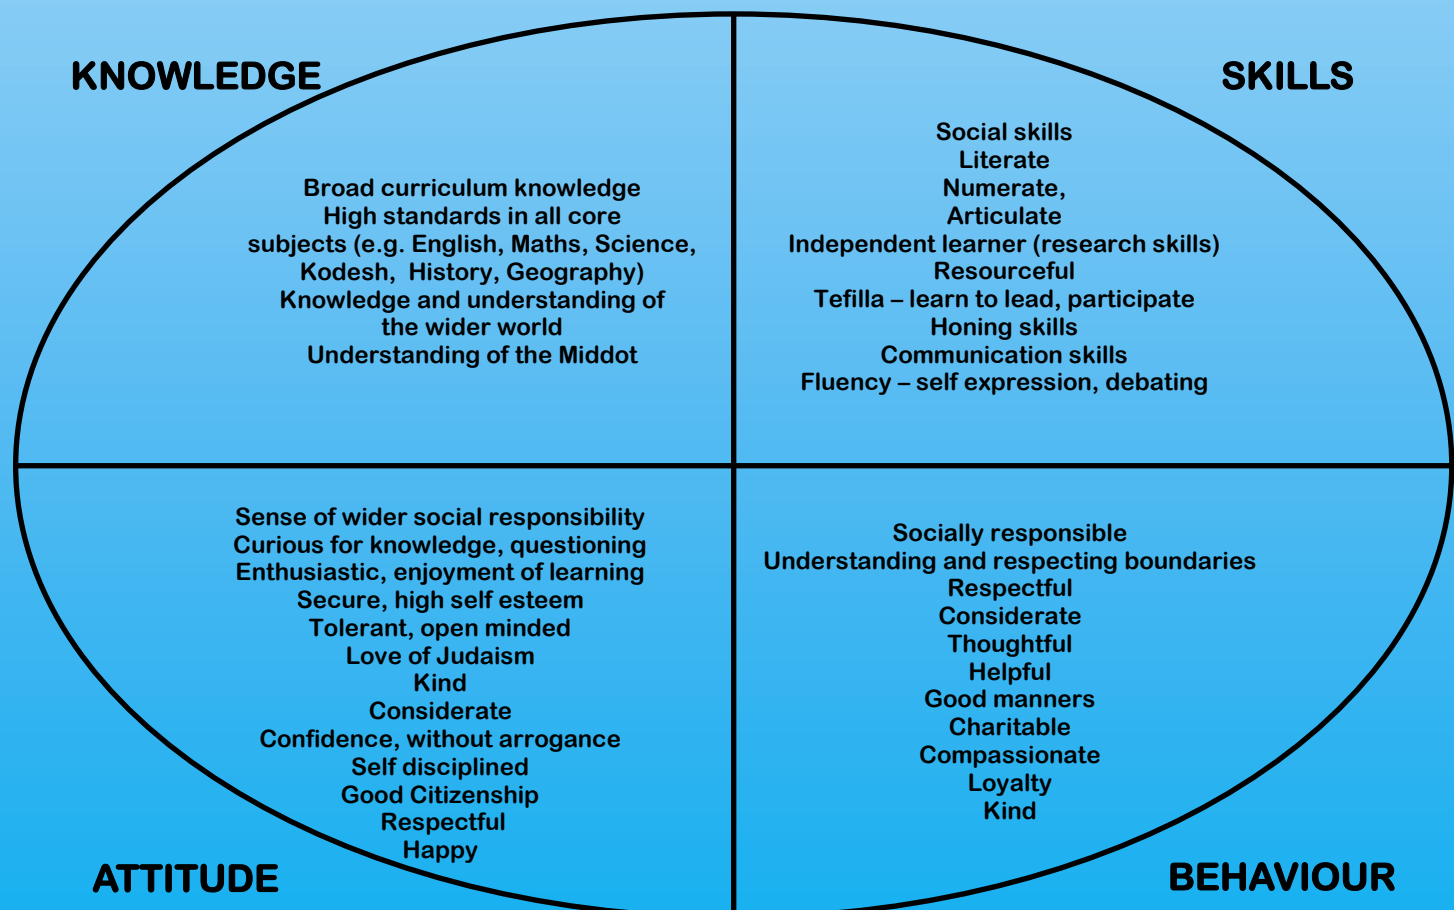 KNOWLEDGE
Broad curriculum knowledge
High standards in all core
subjects (e.g. English, Maths, Science,
Kodesh, History, Geography)
Knowledge and understanding of
the wider world
Understanding of the Middot
SKILLS
Social skills
Literate
Numerate,
Articulate
Independent learner (research skills)
Resourceful
Tefilla – learn to lead, participate
Honing skills
Communication skills
Fluency – self expression, debating
Sense of wider social responsibility
Curious for knowledge, questioning
Enthusiastic, enjoyment of learning
Secure, high self esteem
Tolerant, open minded
Love of Judaism
Kind
Considerate
Confidence, without arrogance
Self disciplined
Good Citizenship
Respectful
Happy
ATTITUDE
Socially responsible
Understanding and respecting boundaries
Respectful
Considerate
Thoughtful
Helpful
Good manners
Charitable
Compassionate
Loyalty
Kind
BEHAVIOUR